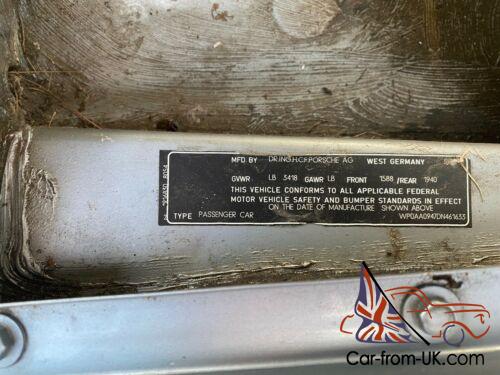 MFD. BY DR.ING.H.C.F.PORSCHE AG WEST GERMANY
GVWR LB 3418 GAWR LB FRONT 1588 /REAR 1940
THIS VEHICLE CONFORMS TO ALL APPLICABLE FEDERAL
MOTOR VEHICLE SAFETY AND BUMPER STANDARDS IN EFFECT
ON THE DATE OF MANUFACTURE SHOWN ABOVE
TYPE PASSENGER CAR WP0AA0947DN461633
Car-from-UK.com